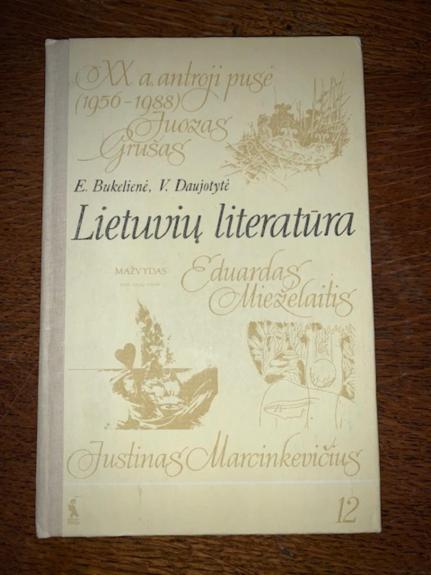 XX a. antroji pusė
(1956–1988)
Juozas
Grušas
E. Bukelienė, V. Daujotytė
Lietuvių literatūra
MAŽVYDAS
Eduardas
Mieželaitis
Justinas Marcinkevičius
12